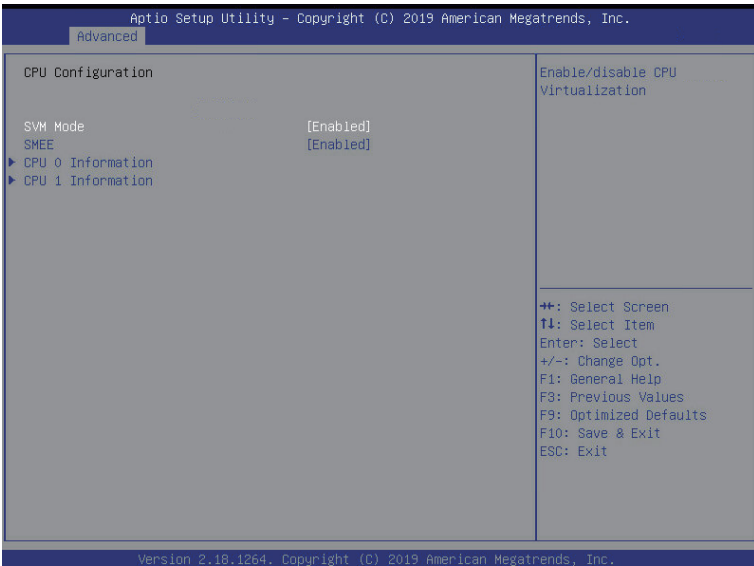 Aptio Setup Utility – Copyright (C) 2019 American Megatrends, Inc.
Advanced
CPU Configuration
SVM Mode [Enabled]
SMEE [Enabled]
CPU 0 Information
CPU 1 Information
Enable/disable CPU
Virtualization
→←: Select Screen
↑↓: Select Item
Enter: Select
+/-: Change Opt.
F1: General Help
F3: Previous Values
F9: Optimized Defaults
F10: Save & Exit
ESC: Exit
Version 2.18.1264. Copyright (C) 2019 American Megatrends, Inc.